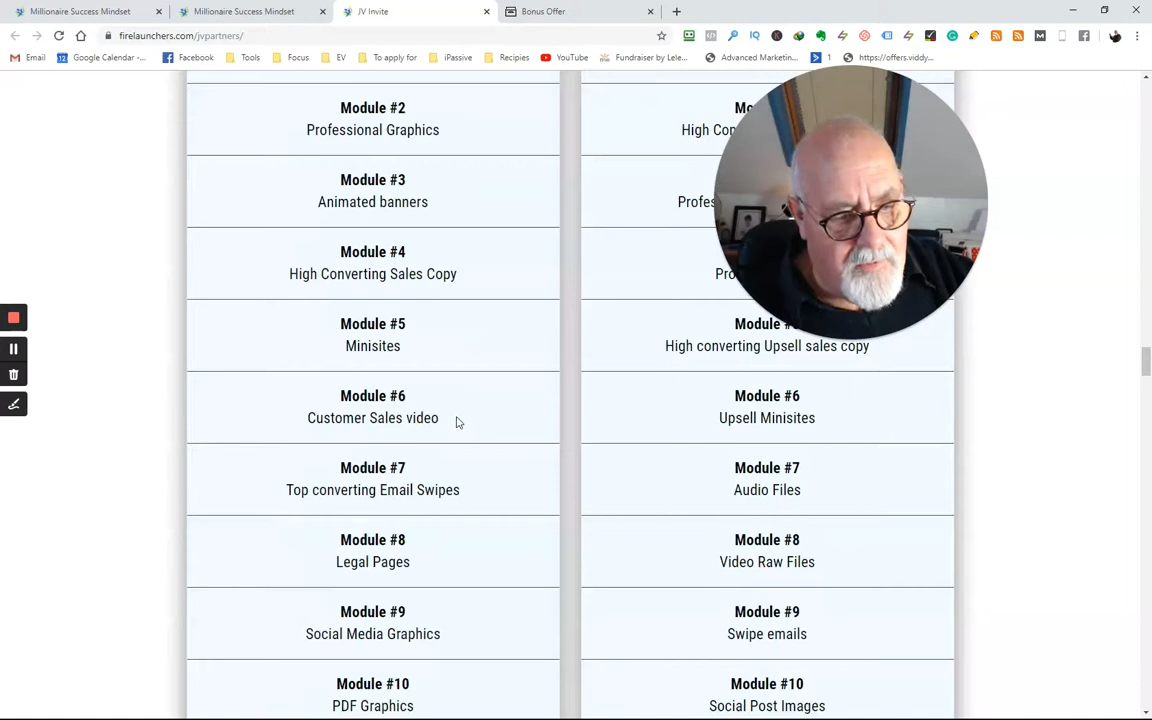 Millionaire Success Mindset
Millionaire Success Mindset
JV Invite
Bonus Offer
firelaunchers.com/jvpartners/
Email
Google Calendar -...
Facebook
Tools
Focus
EV
To apply for
iPassive
Recipies
YouTube
Fundraiser by Lele...
Advanced Marketin...
1
https://offers.viddy...
Module #2
Professional Graphics
Module #3
Animated banners
Module #4
High Converting Sales Copy
Module #5
Minisites
Module #6
Customer Sales video
Module #7
Top converting Email Swipes
Module #8
Legal Pages
Module #9
Social Media Graphics
Module #10
PDF Graphics
High
High converting Upsell sales copy
Module #6
Upsell Minisites
Module #7
Audio Files
Module #8
Video Raw Files
Module #9
Swipe emails
Module #10
Social Post Images